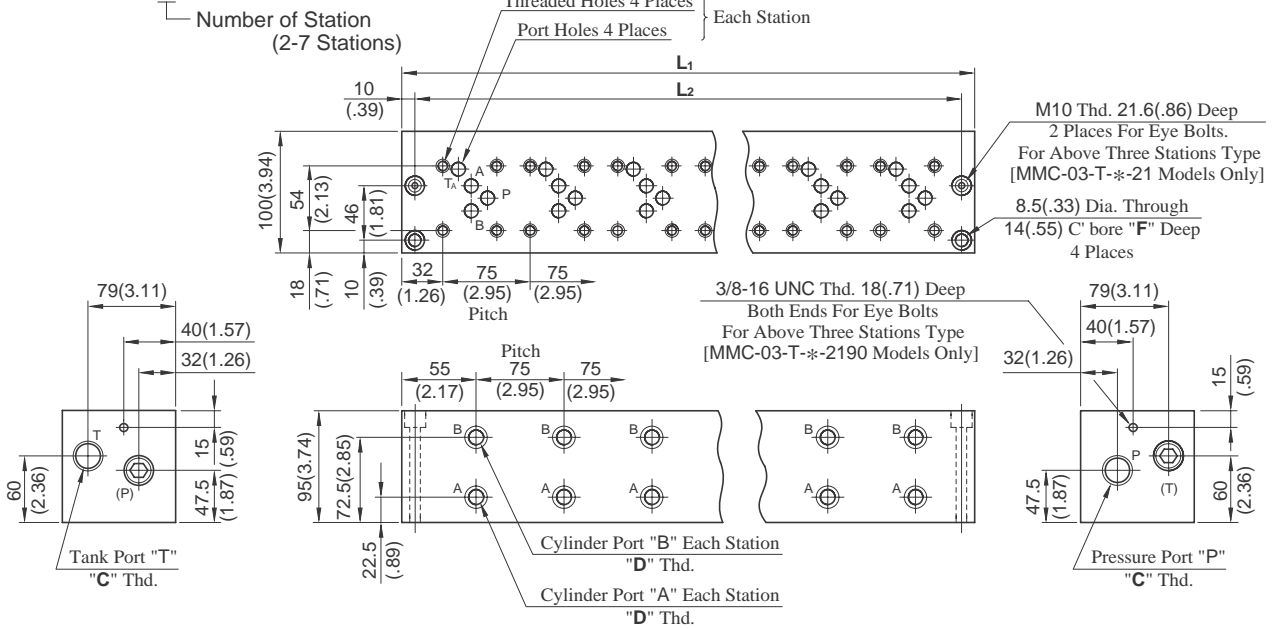 Number of Station
(2-7 Stations)
Threaded Holes 4 Places
Port Holes 4 Places
Each Station
L1
L2
10
(.39)
100(3.94)
54
(2.13)
46
(1.81)
18
(.71)
10
(.39)
32
(1.26)
75
(2.95)
Pitch
75
(2.95)
TA
A
P
B
M10 Thd. 21.6(.86) Deep
2 Places For Eye Bolts.
For Above Three Stations Type
[MMC-03-T-*-21 Models Only]
8.5(.33) Dia. Through
14(.55) C' bore "F" Deep
4 Places
3/8-16 UNC Thd. 18(.71) Deep
Both Ends For Eye Bolts
For Above Three Stations Type
[MMC-03-T-*-2190 Models Only]
79(3.11)
40(1.57)
32(1.26)
T
(P)
15
(.59)
60
(2.36)
47.5
(1.87)
Tank Port "T"
"C" Thd.
Pitch
55
(2.17)
75
(2.95)
75
(2.95)
95(3.74)
72.5(2.85)
22.5
(.89)
B
B
B
B
B
A
A
A
A
A
Cylinder Port "B" Each Station
"D" Thd.
Cylinder Port "A" Each Station
"D" Thd.
79(3.11)
40(1.57)
32(1.26)
15
(.59)
P
(T)
47.5
(1.87)
60
(2.36)
Pressure Port "P"
"C" Thd.